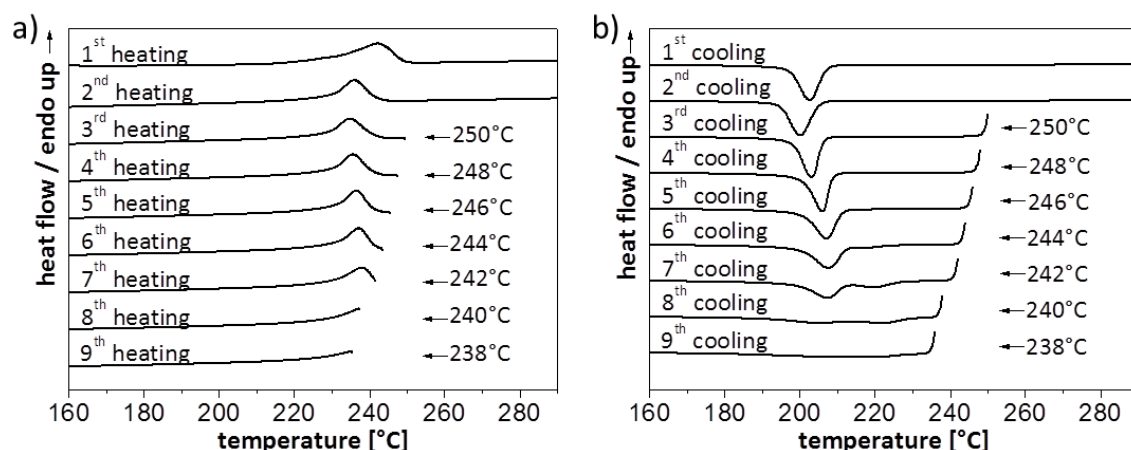 a)
heat flow / endo up →
1st heating
2nd heating
3rd heating
4th heating
5th heating
6th heating
7th heating
8th heating
9th heating
←250°C
←248°C
←246°C
←244°C
←242°C
←240°C
←238°C
160 180 200 220 240 260 280
temperature [°C]
b)
heat flow / endo up →
1st cooling
2nd cooling
3rd cooling
4th cooling
5th cooling
6th cooling
7th cooling
8th cooling
9th cooling
←250°C
←248°C
←246°C
←244°C
←242°C
←240°C
←238°C
160 180 200 220 240 260 280
temperature [°C]